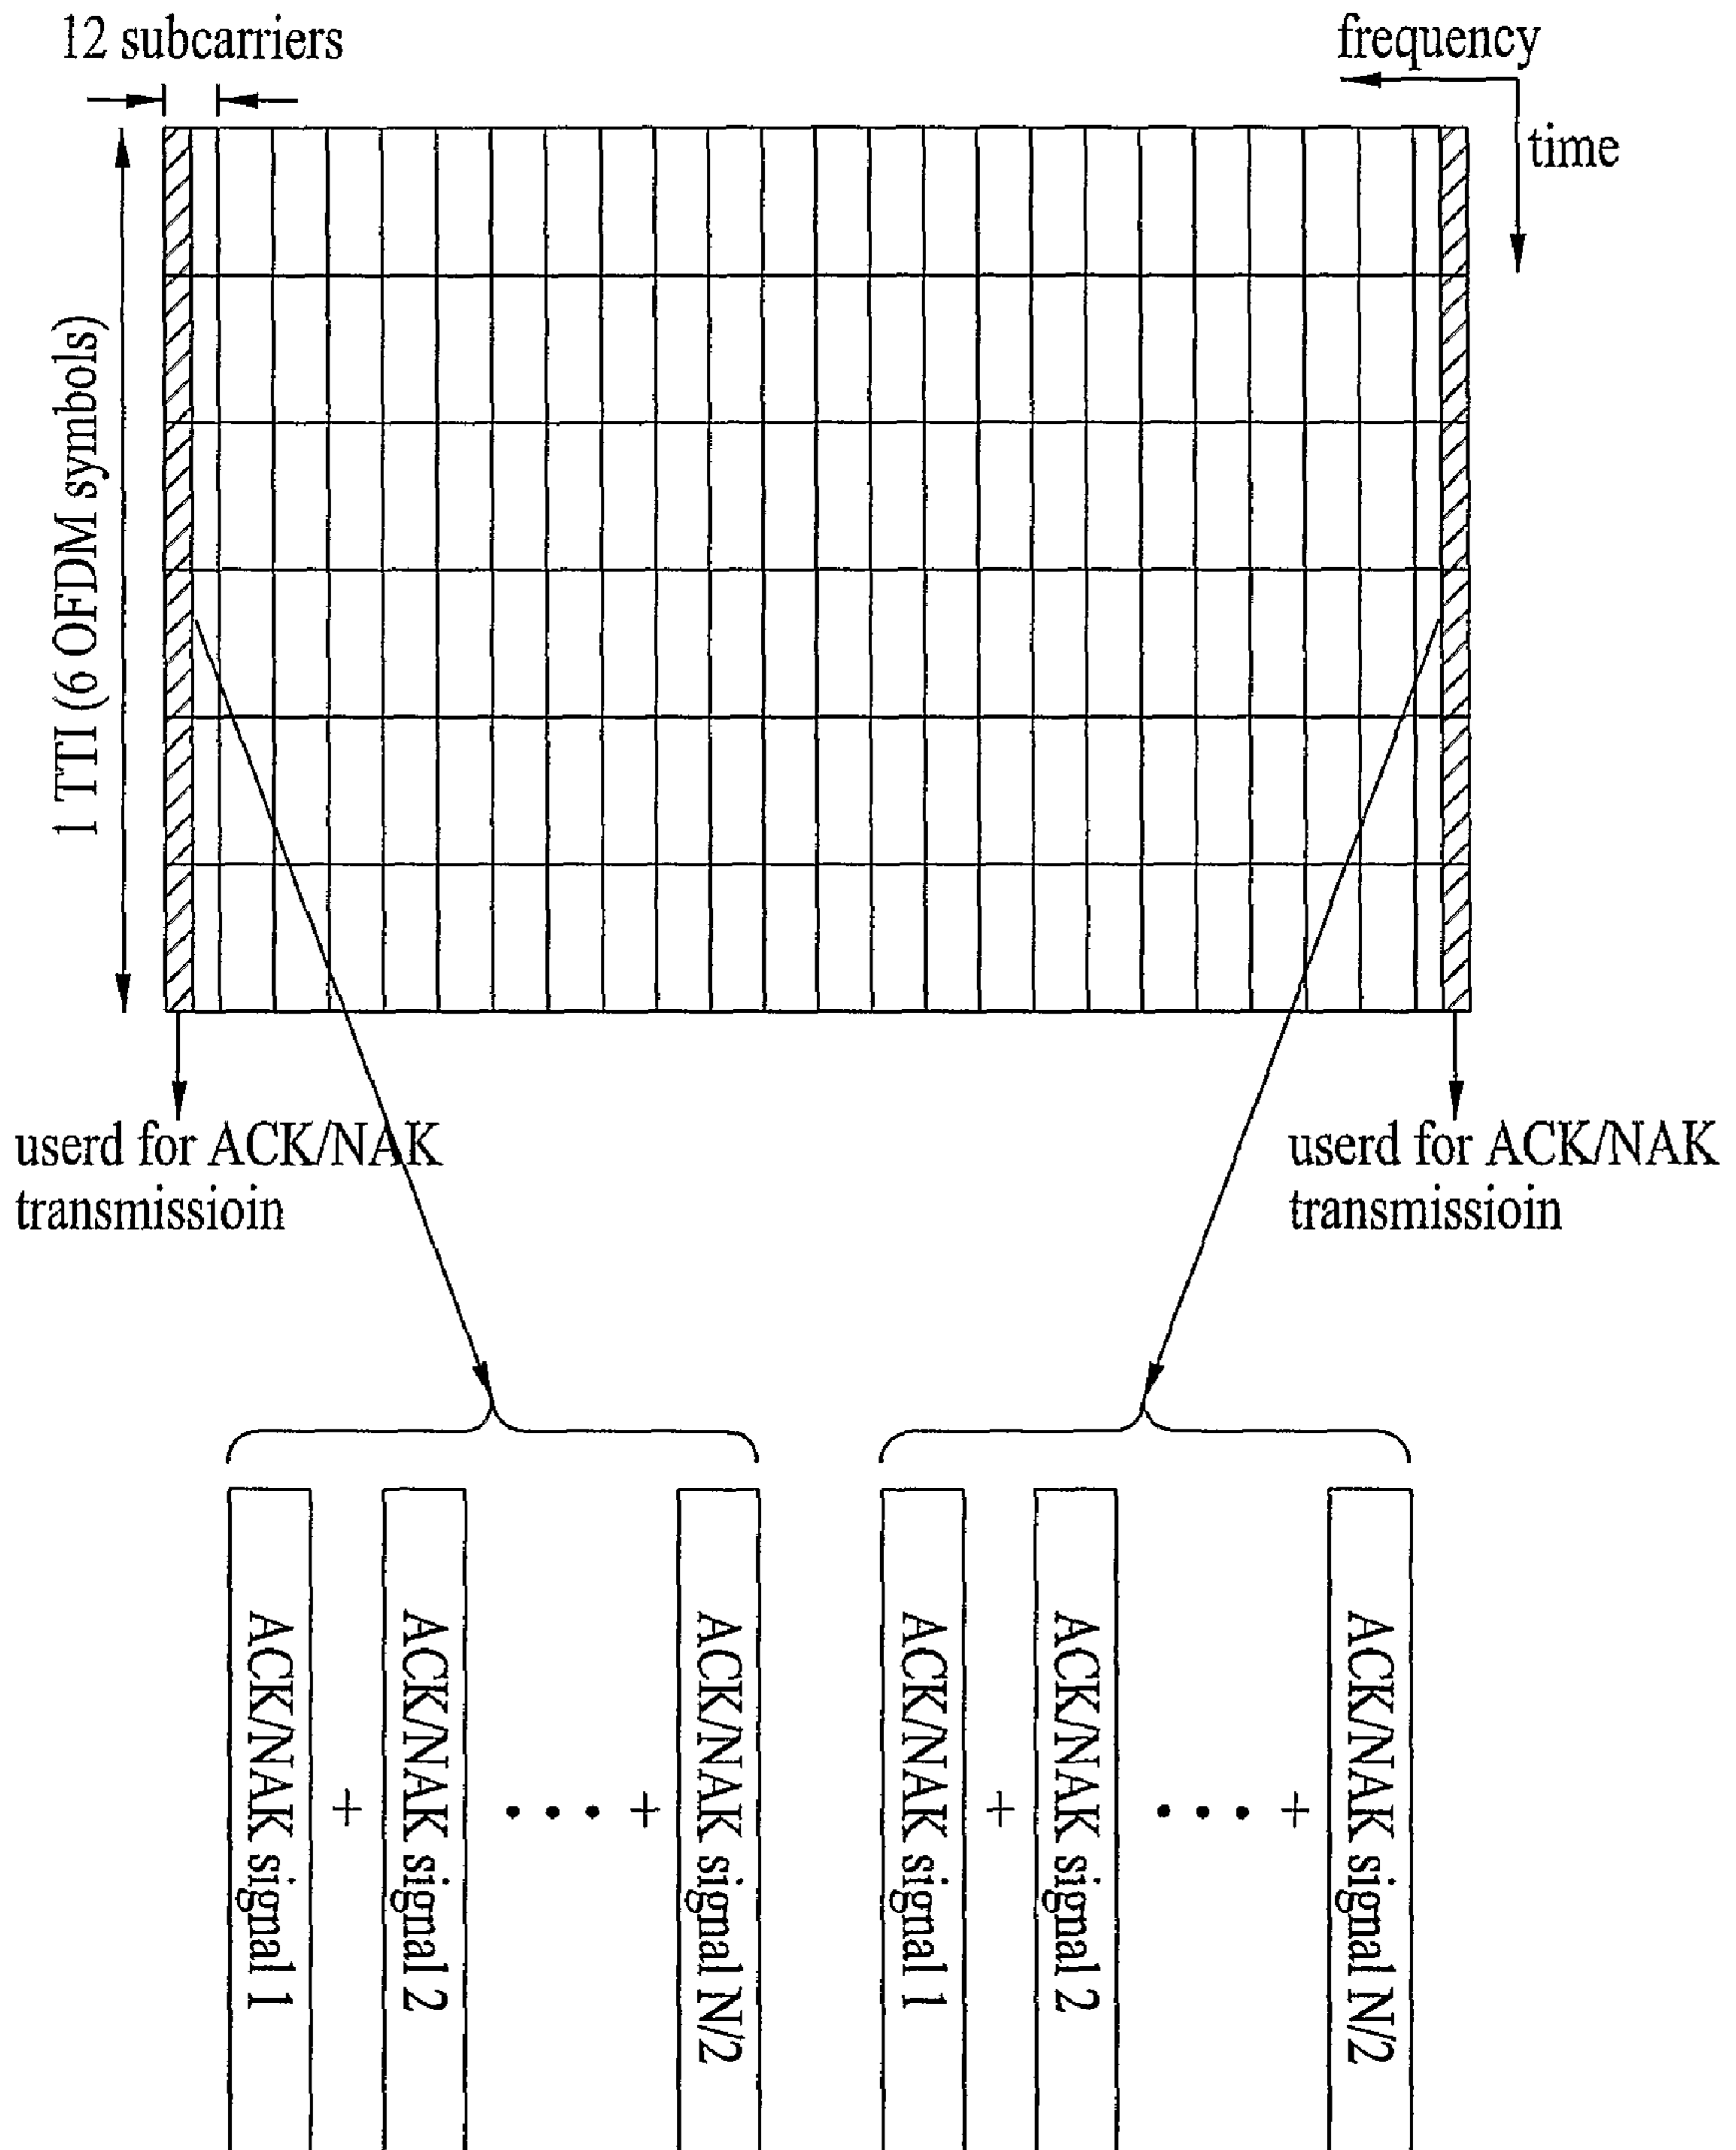 12 subcarriers
frequency
time
1 TTI (6 OFDM symbols)
userd for ACK/NAK
transmissioin
userd for ACK/NAK
transmissioin
ACK/NAK signal 1
+
ACK/NAK signal 2
• • • +
ACK/NAK signal N/2
ACK/NAK signal 1
+
ACK/NAK signal 2
• • • +
ACK/NAK signal N/2